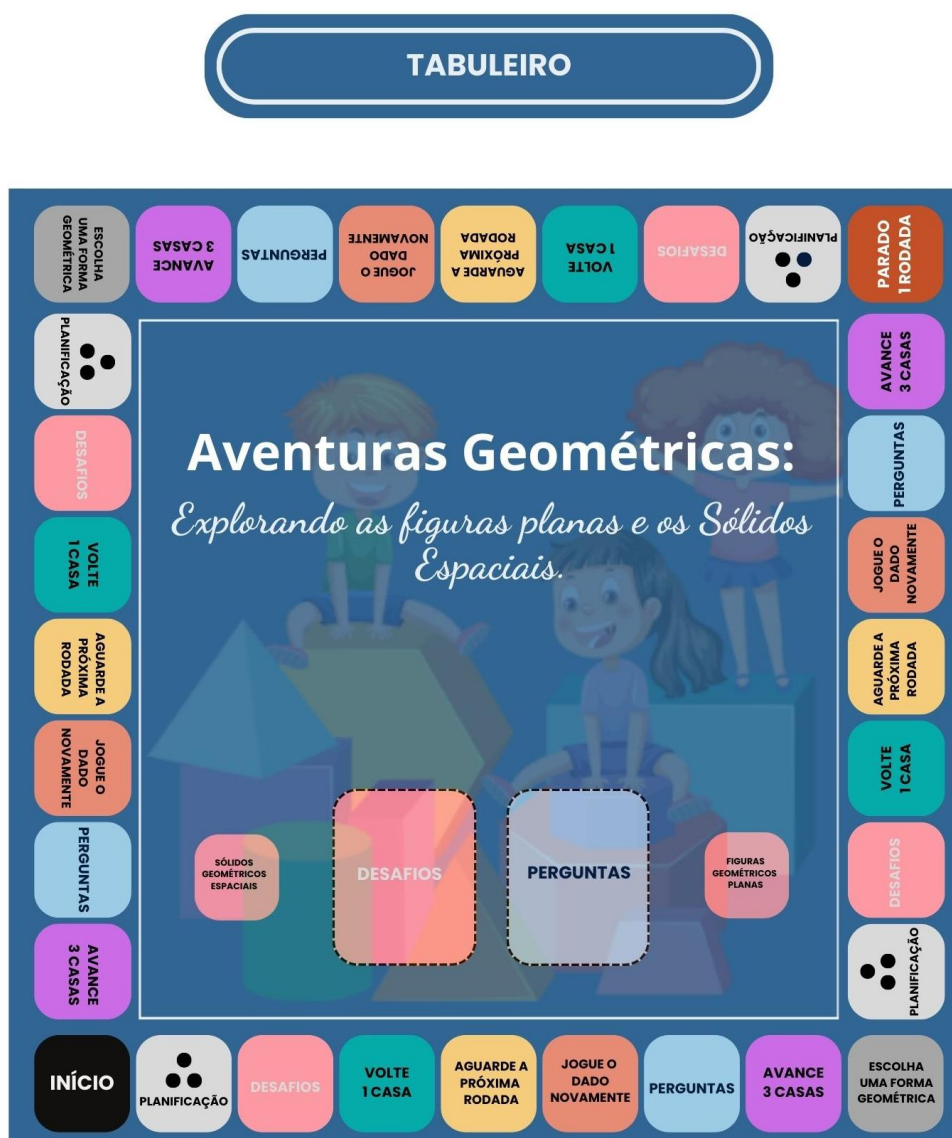 TABULEIRO
ESCOLHA
UMA FORMA
GEOMÉTRICA
AVANCE
3 CASAS
PERGUNTAS
JOGUE O
DADO
NOVAMENTE
AGUARDE A
PRÓXIMA
RODADA
VOLTE
1 CASA
DESAFIOS
PLANIFICAÇÃO
PARADO
1 RODADA
PLANIFICAÇÃO
DESAFIOS
VOLTE
1 CASA
AGUARDE A
PRÓXIMA
RODADA
JOGUE O
DADO
NOVAMENTE
PERGUNTAS
AVANCE
3 CASAS
Aventuras Geométricas:
Explorando as figuras planas e os Sólidos
Espaciais.
SÓLIDOS
GEOMÉTRICOS
ESPACIAIS
DESAFIOS
PERGUNTAS
FIGURAS
GEOMÉTRICOS
PLANAS
AVANCE
3 CASAS
PERGUNTAS
JOGUE O
DADO
NOVAMENTE
AGUARDE A
PRÓXIMA
RODADA
VOLTE
1 CASA
DESAFIOS
PLANIFICAÇÃO
INÍCIO
PLANIFICAÇÃO
DESAFIOS
VOLTE
1 CASA
AGUARDE A
PRÓXIMA
RODADA
JOGUE O
DADO
NOVAMENTE
PERGUNTAS
AVANCE
3 CASAS
ESCOLHA
UMA FORMA
GEOMÉTRICA